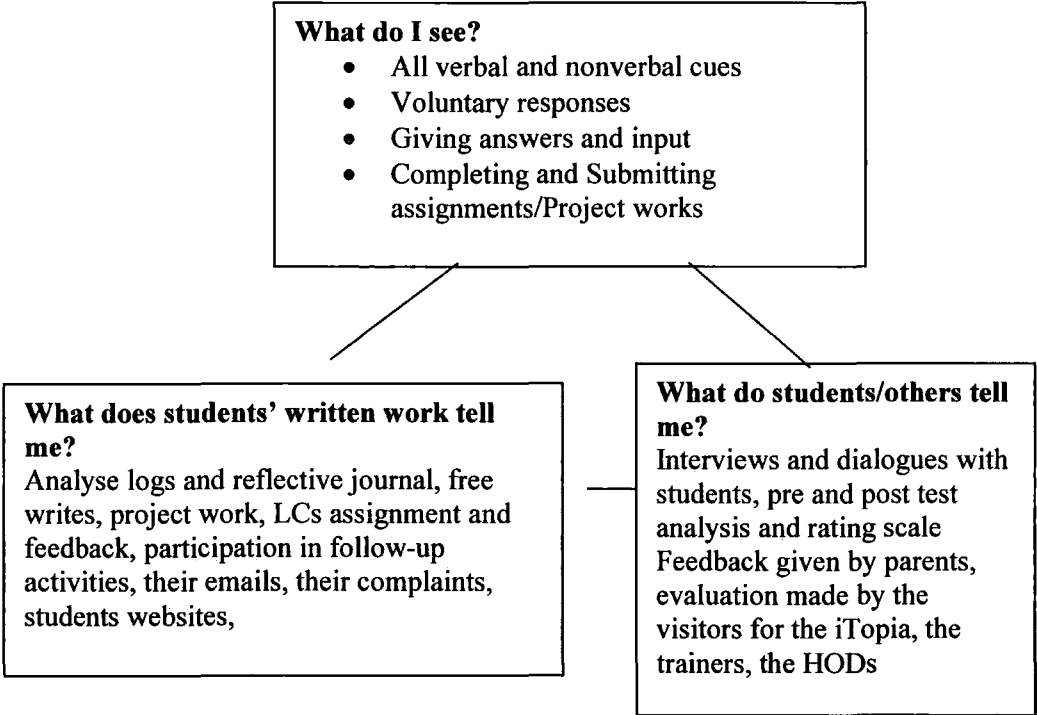 What do I see?
• All verbal and nonverbal cues
• Voluntary responses
• Giving answers and input
• Completing and Submitting
assignments/Project works
What does students’ written work tell
me?
Analyse logs and reflective journal, free
writes, project work, LCs assignment and
feedback, participation in follow-up
activities, their emails, their complaints,
students websites,
What do students/others tell
me?
Interviews and dialogues with
students, pre and post test
analysis and rating scale
Feedback given by parents,
evaluation made by the
visitors for the iTopia, the
trainers, the HODs